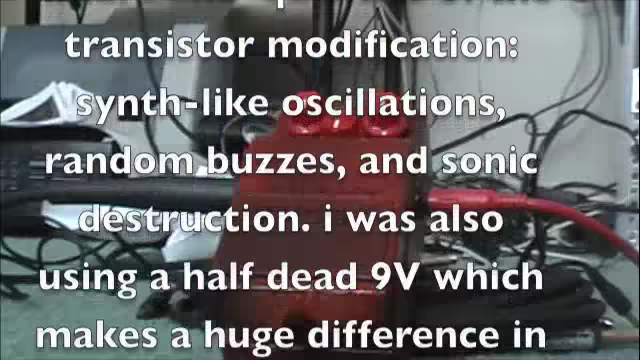 transistor modification:
synth-like oscillations,
random buzzes, and sonic
destruction. i was also
using a half dead 9V which
makes a huge difference in